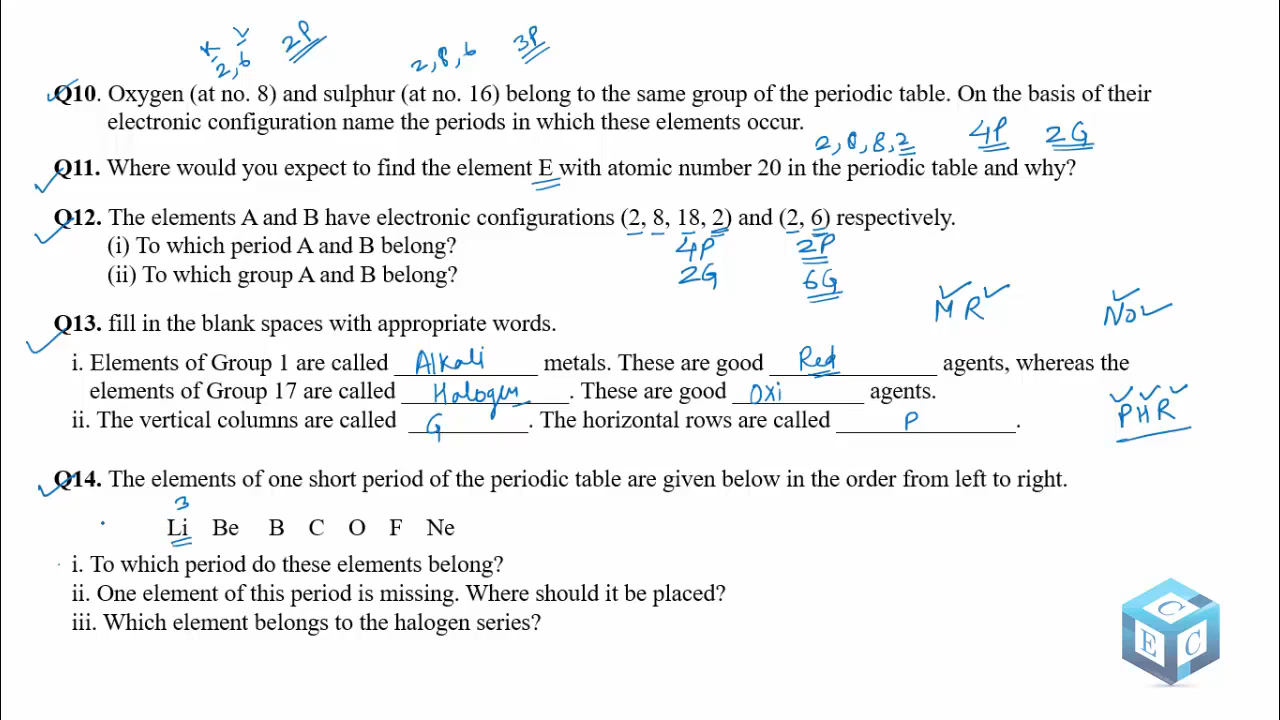 K L
2,6 2P 2,8,6 3P
Q10. Oxygen (at no. 8) and sulphur (at no. 16) belong to the same group of the periodic table. On the basis of their
electronic configuration name the periods in which these elements occur.
2,8,8,2 4P 2G
Q11. Where would you expect to find the element E with atomic number 20 in the periodic table and why?
Q12. The elements A and B have electronic configurations (2, 8, 18, 2) and (2, 6) respectively.
(i) To which period A and B belong? 4P 2P
(ii) To which group A and B belong? 2G 6G
MR NO
Q13. fill in the blank spaces with appropriate words.
i. Elements of Group 1 are called Alkali metals. These are good Red agents, whereas the
elements of Group 17 are called Halogen. These are good Oxi agents.
PHR
ii. The vertical columns are called G. The horizontal rows are called P.
Q14. The elements of one short period of the periodic table are given below in the order from left to right.
3
Li Be B C O F Ne
i. To which period do these elements belong?
ii. One element of this period is missing. Where should it be placed?
iii. Which element belongs to the halogen series?
C
E C